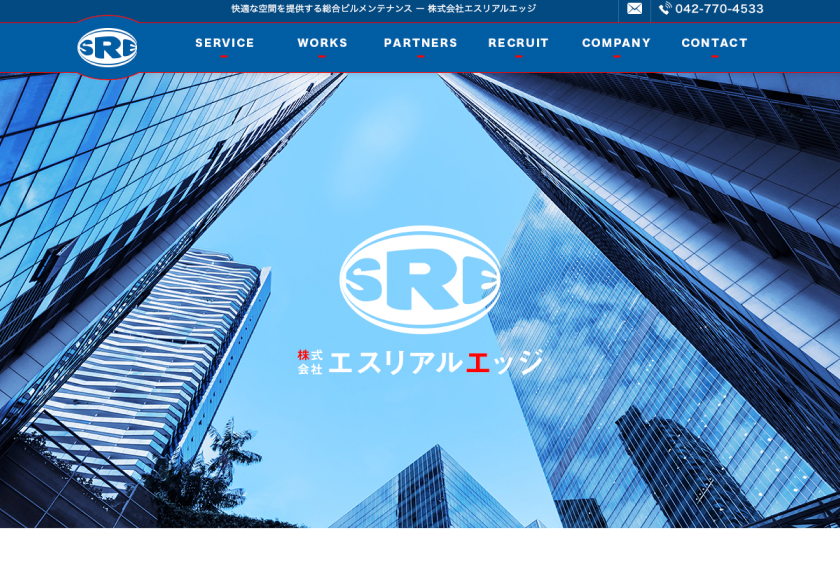 快適な空間を提供する総合ビルメンテナンス ー 株式会社エスリアルエッジ
042-770-4533
SRE
SERVICE
WORKS
PARTNERS
RECRUIT
COMPANY
CONTACT
SRE
株式会社 エスリアルエッジ